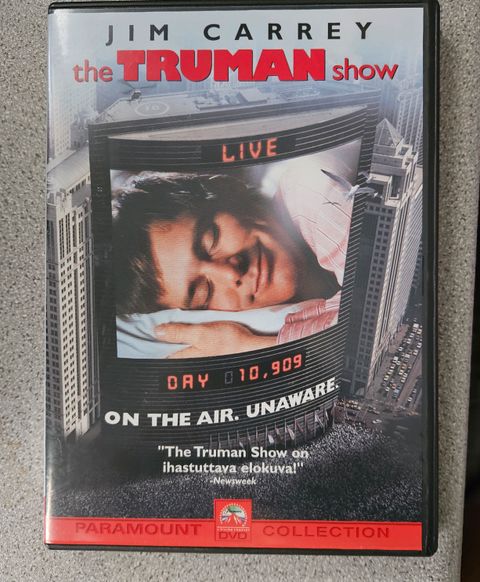 JIM CARREY
the TRUMAN show
LIVE
DAY 10,909
ON THE AIR. UNAWARE.
"The Truman Show on
ihastuttava elokuva!"
-Newsweek
PARAMOUNT DVD COLLECTION